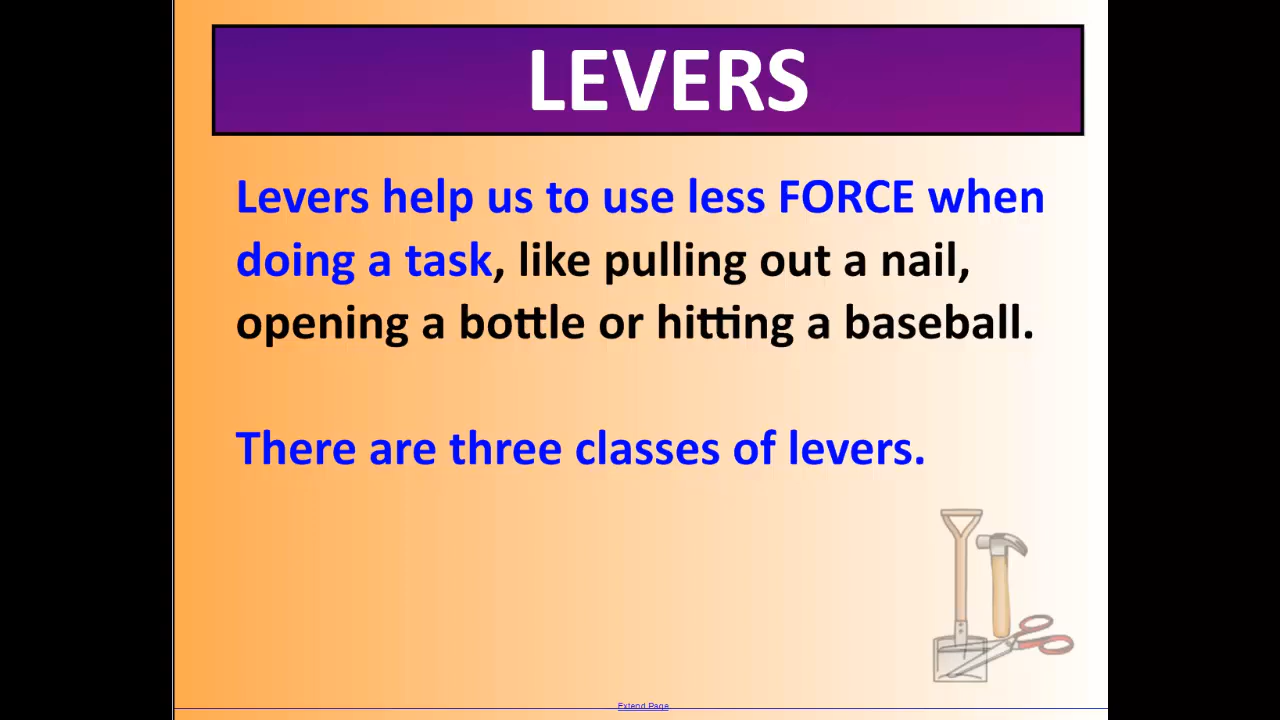 LEVERS
Levers help us to use less FORCE when
doing a task, like pulling out a nail,
opening a bottle or hitting a baseball.
There are three classes of levers.
Extend Page